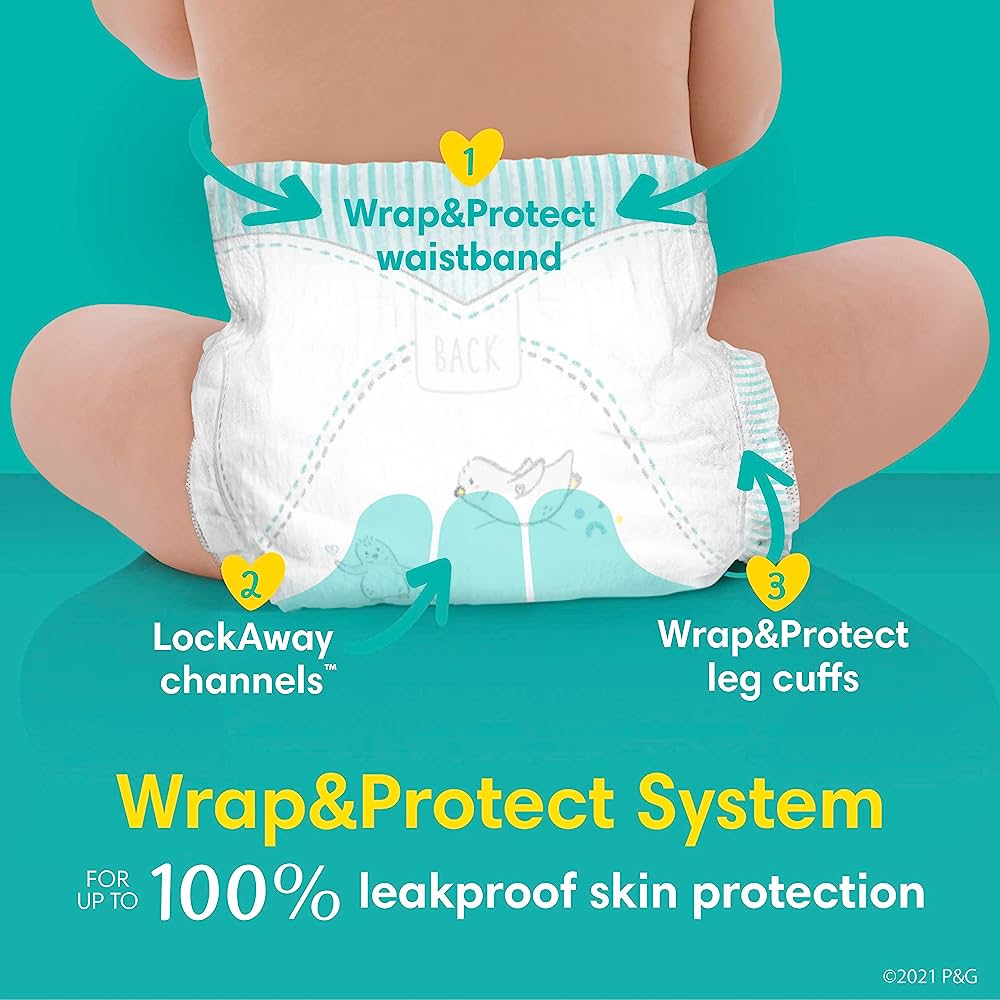 1
Wrap&Protect
waistband
BACK
2
LockAway
channels™
3
Wrap&Protect
leg cuffs
Wrap&Protect System
FOR
UP TO 100% leakproof skin protection
©2021 P&G